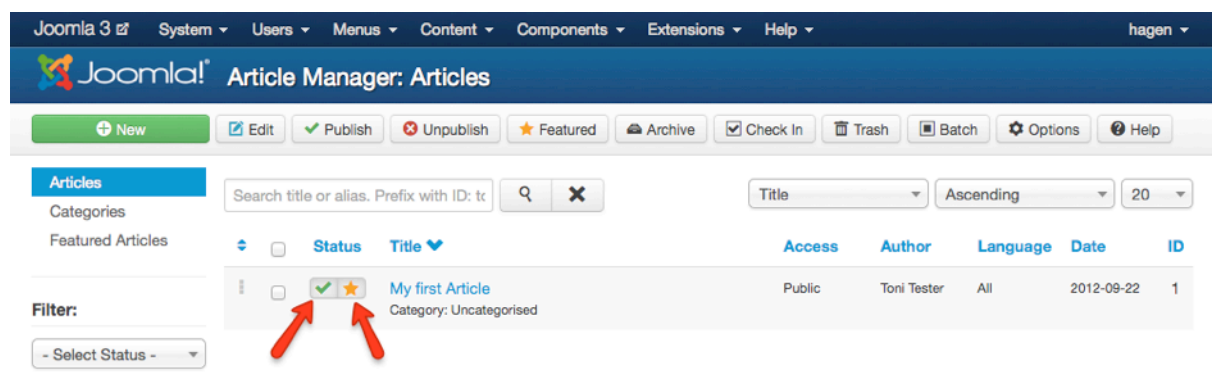 Joomla 3 System Users Menus Content Components Extensions Help hagen
Joomla!® Article Manager: Articles
New Edit Publish Unpublish Featured Archive Check In Trash Batch Options Help
Articles
Categories
Featured Articles
Filter:
- Select Status -
Search title or alias. Prefix with ID: to Title Ascending 20
Status Title Access Author Language Date ID
My first Article Public Toni Tester All 2012-09-22 1
Category: Uncategorised